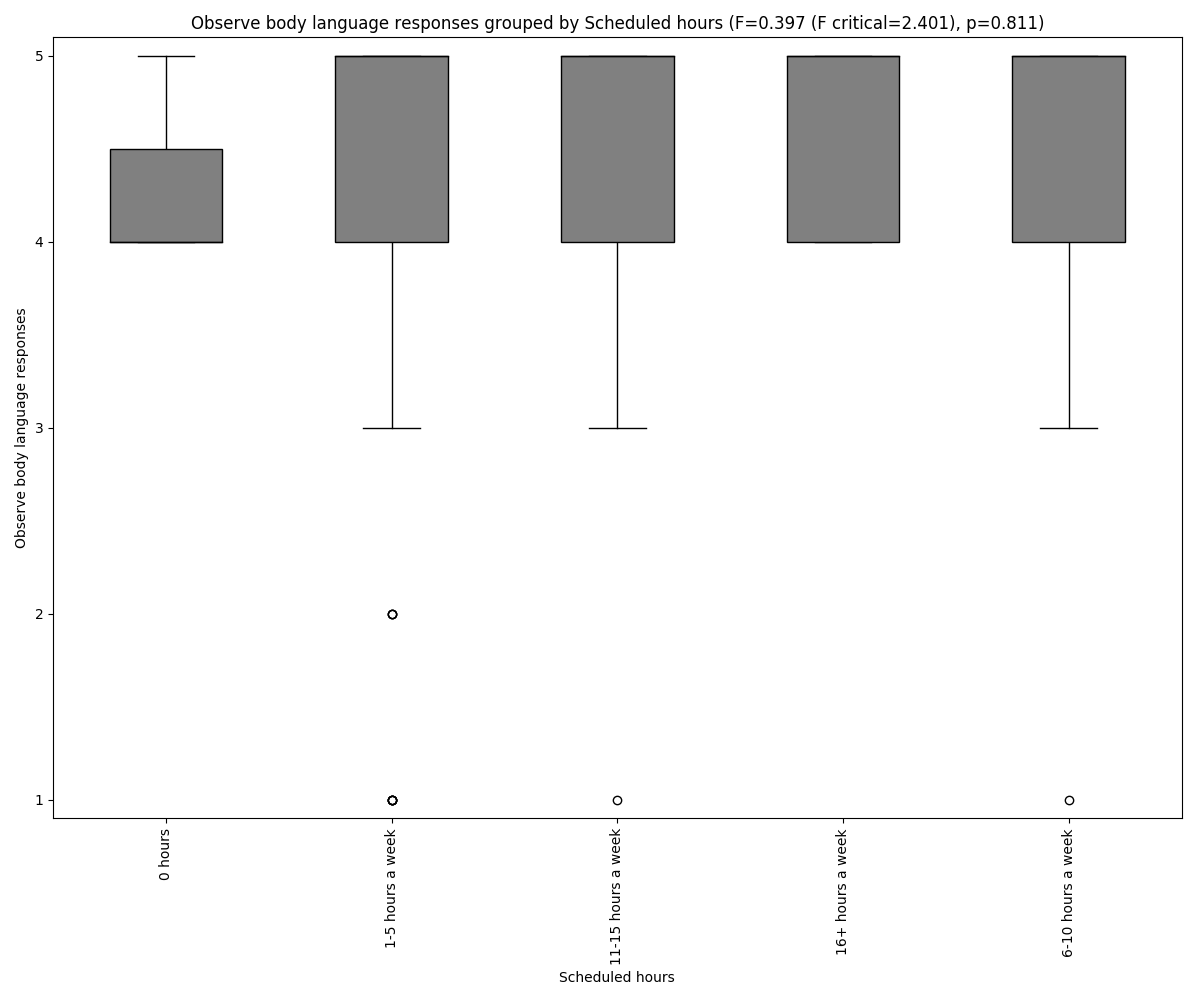 Observe body language responses grouped by Scheduled hours (F=0.397 (F critical=2.401), p=0.811)
Observe body language responses
5
4
3
2
1
0 hours
1-5 hours a week
11-15 hours a week
16+ hours a week
6-10 hours a week
Scheduled hours